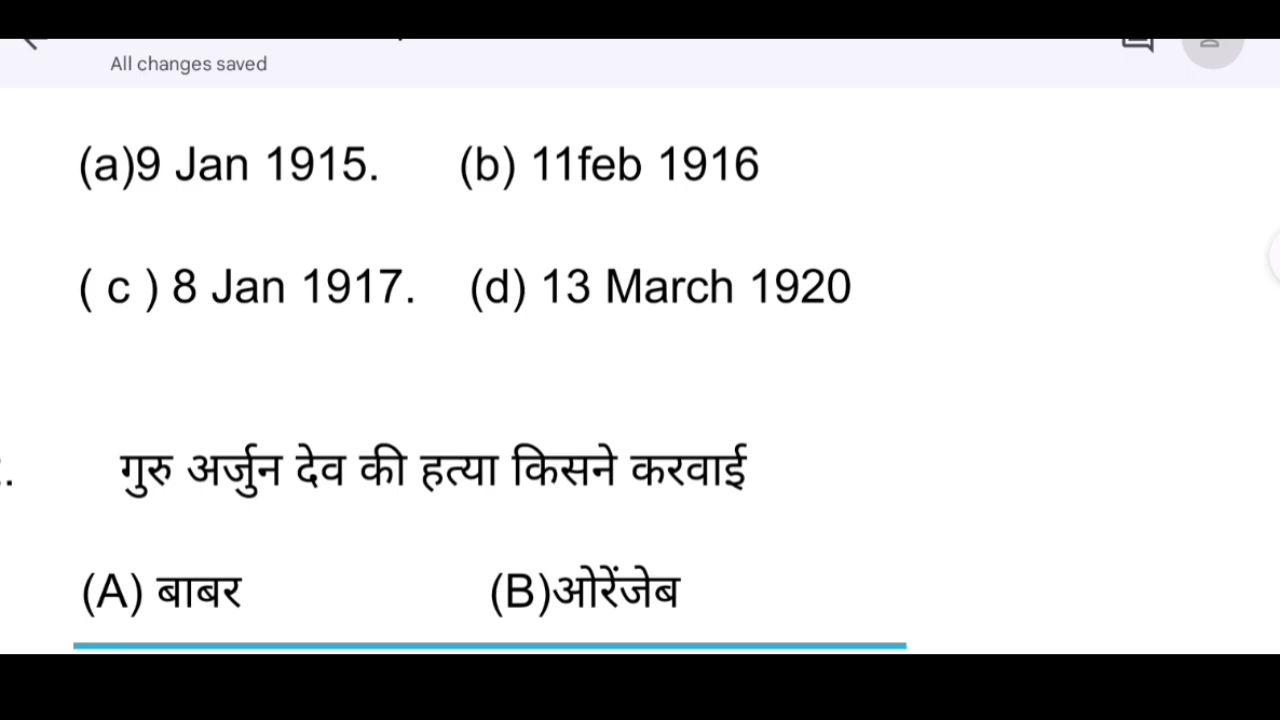 All changes saved
(a)9 Jan 1915. (b) 11feb 1916
( c ) 8 Jan 1917. (d) 13 March 1920
गुरु अर्जुन देव की हत्या किसने करवाई
(A) बाबर (B)ओरेंजेब